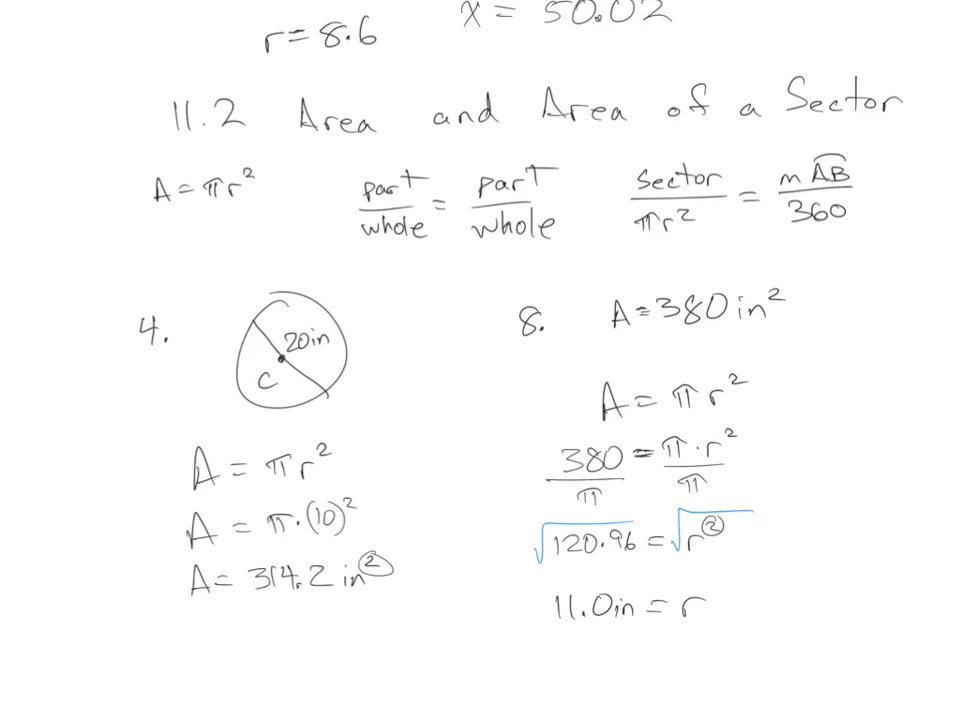 r = 8.6
x = 50.02
11.2 Area and Area of a Sector
A = πr²
part/whole = part/whole
sector/πr² = m AB/360
4.
20in
C
A = πr²
A = π·(10)²
A = 314.2 in²
8. A = 380 in²
A = πr²
380/π = π·r²/π
√120.96 = √r²
11.0in = r